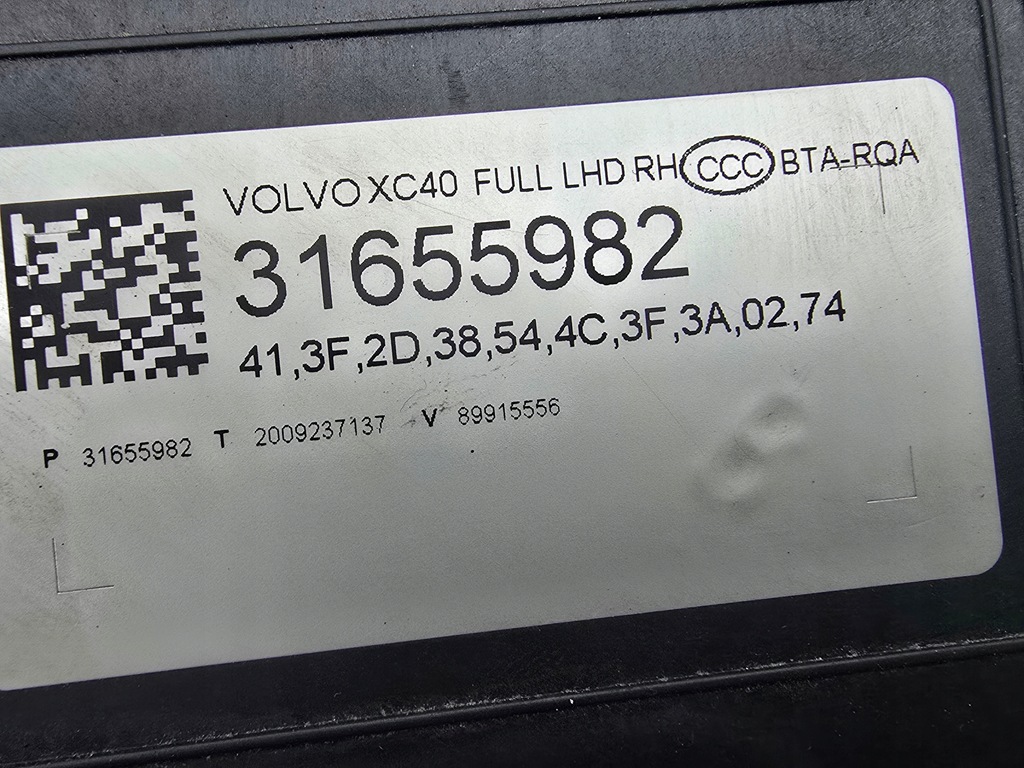 VOLVO XC40 FULL LHD RH CCC BTA-RQA
31655982
41,3F,2D,38,54,4C,3F,3A,02,74
P 31655982 T 2009237137 V 89915556